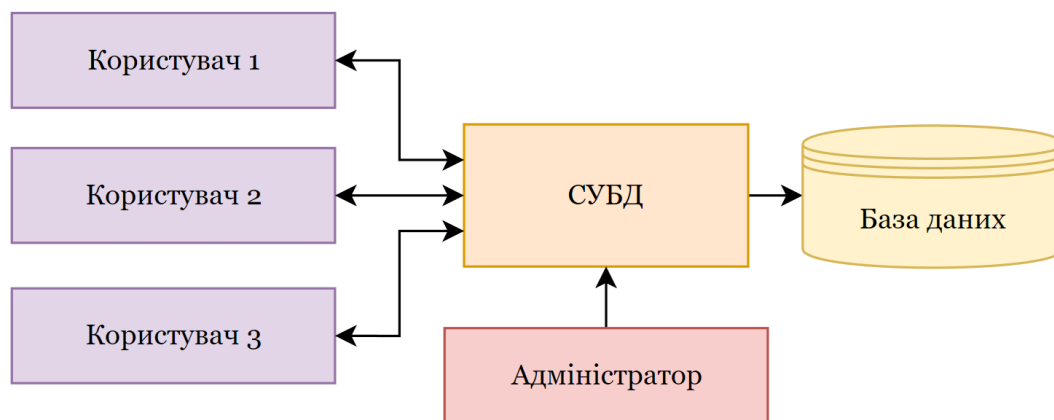 Користувач 1
Користувач 2
СУБД
База даних
Користувач 3
Адміністратор